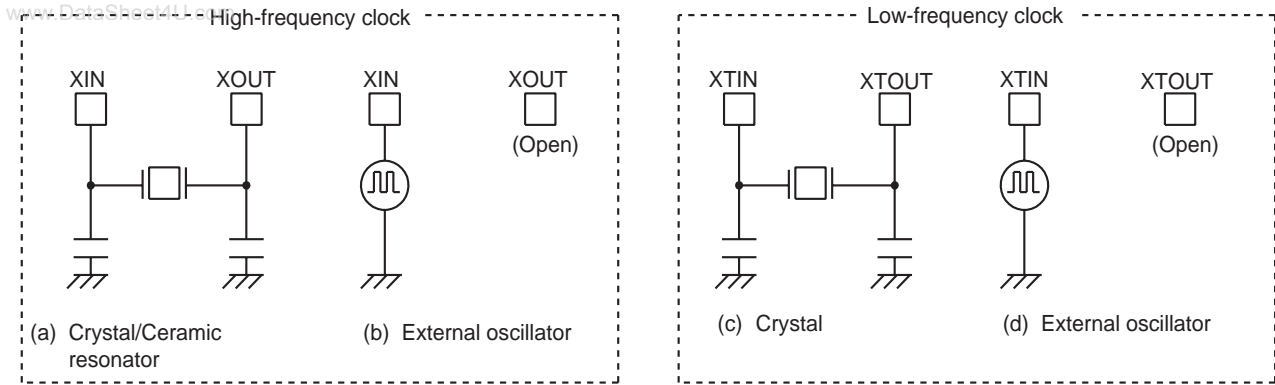 www.DataSheet4U.com
High-frequency clock
XIN XOUT XIN XOUT
(Open)
(a) Crystal/Ceramic
resonator
(b) External oscillator
Low-frequency clock
XTIN XTOUT XTIN XTOUT
(Open)
(c) Crystal
(d) External oscillator